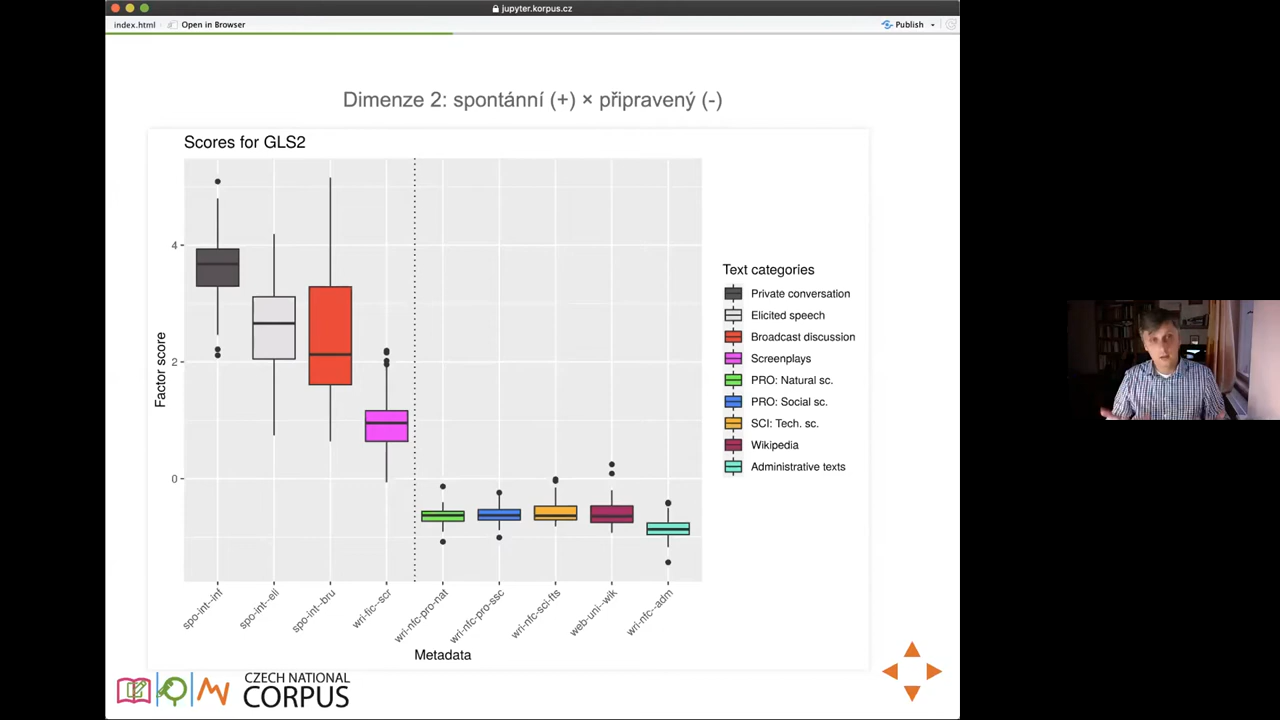 jupyter.korpus.cz
index.html Open in Browser Publish
Dimenze 2: spontánní (+) × připravený (-)
Scores for GLS2
Factor score
4
2
0
spo-int--inf
spo-int--eli
spo-int--bru
wri-fic--scr
wri-nfc-pro-nat
wri-nfc-pro-ssc
wri-nfc-sci-fts
web-uni--wik
wri-nfc--adm
Metadata
Text categories
Private conversation
Elicited speech
Broadcast discussion
Screenplays
PRO: Natural sc.
PRO: Social sc.
SCI: Tech. sc.
Wikipedia
Administrative texts
CZECH NATIONAL
CORPUS